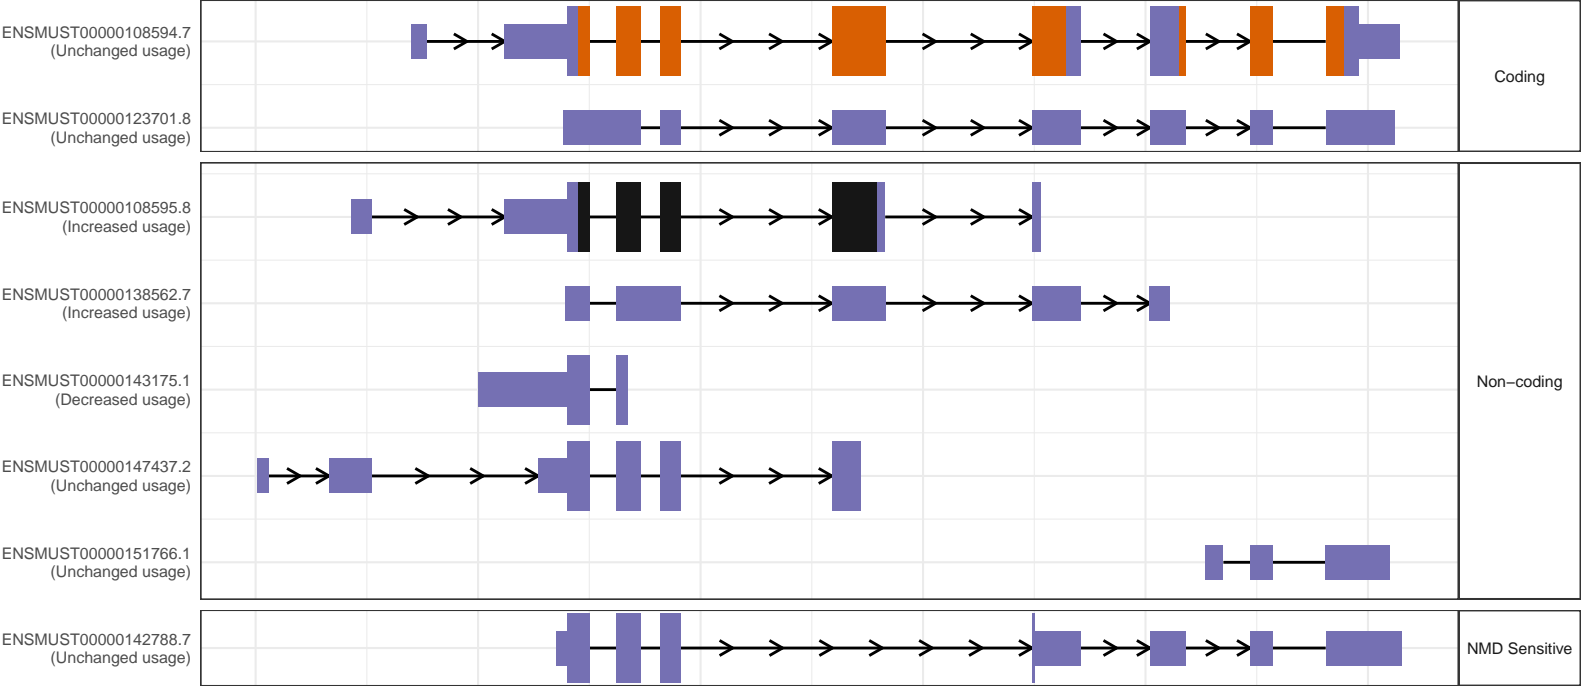 ENSMUST00000108594.7
(Unchanged usage)
ENSMUST00000123701.8
(Unchanged usage)
Coding
ENSMUST00000108595.8
(Increased usage)
ENSMUST00000138562.7
(Increased usage)
ENSMUST00000143175.1
(Decreased usage)
ENSMUST00000147437.2
(Unchanged usage)
ENSMUST00000151766.1
(Unchanged usage)
Non−coding
ENSMUST00000142788.7
(Unchanged usage)
NMD Sensitive